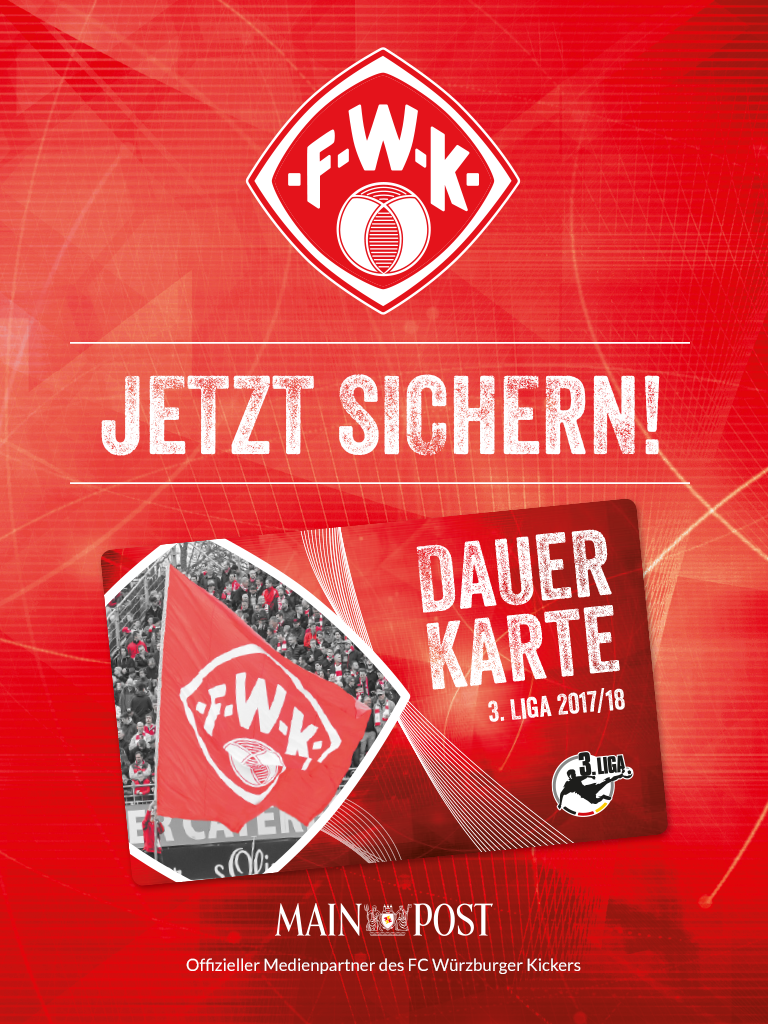 ·F·W·K·
JETZT SICHERN!
DAUER
KARTE
3. LIGA 2017/18
·F·W·K·
3. LIGA
MAIN POST
Offizieller Medienpartner des FC Würzburger Kickers